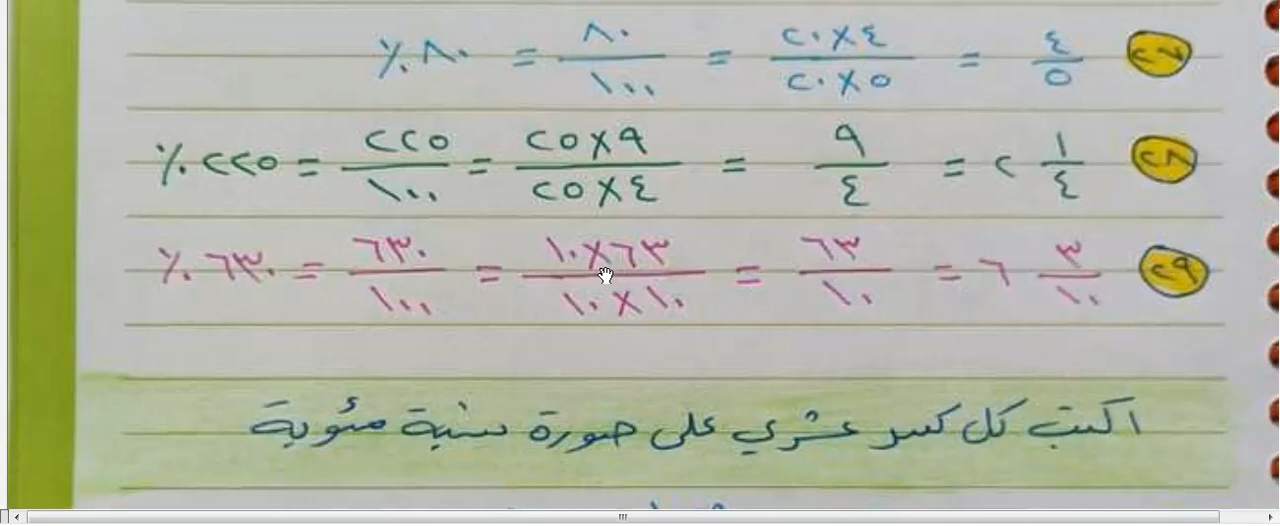 ٢٧ ٤/٥ = ٢٠×٤/٢٠×٥ = ٨٠/١٠٠ = ٨٠٪
٢٨ ٢ ١/٤ = ٩/٤ = ٢٥×٩/٢٥×٤ = ٢٢٥/١٠٠ = ٢٢٥٪
٢٩ ٦ ٣/١٠ = ٦٣/١٠ = ١٠×٦٣/١٠×١٠ = ٦٣٠/١٠٠ = ٦٣٠٪
اكتب كل كسر عشري على صورة نسبة مئوية